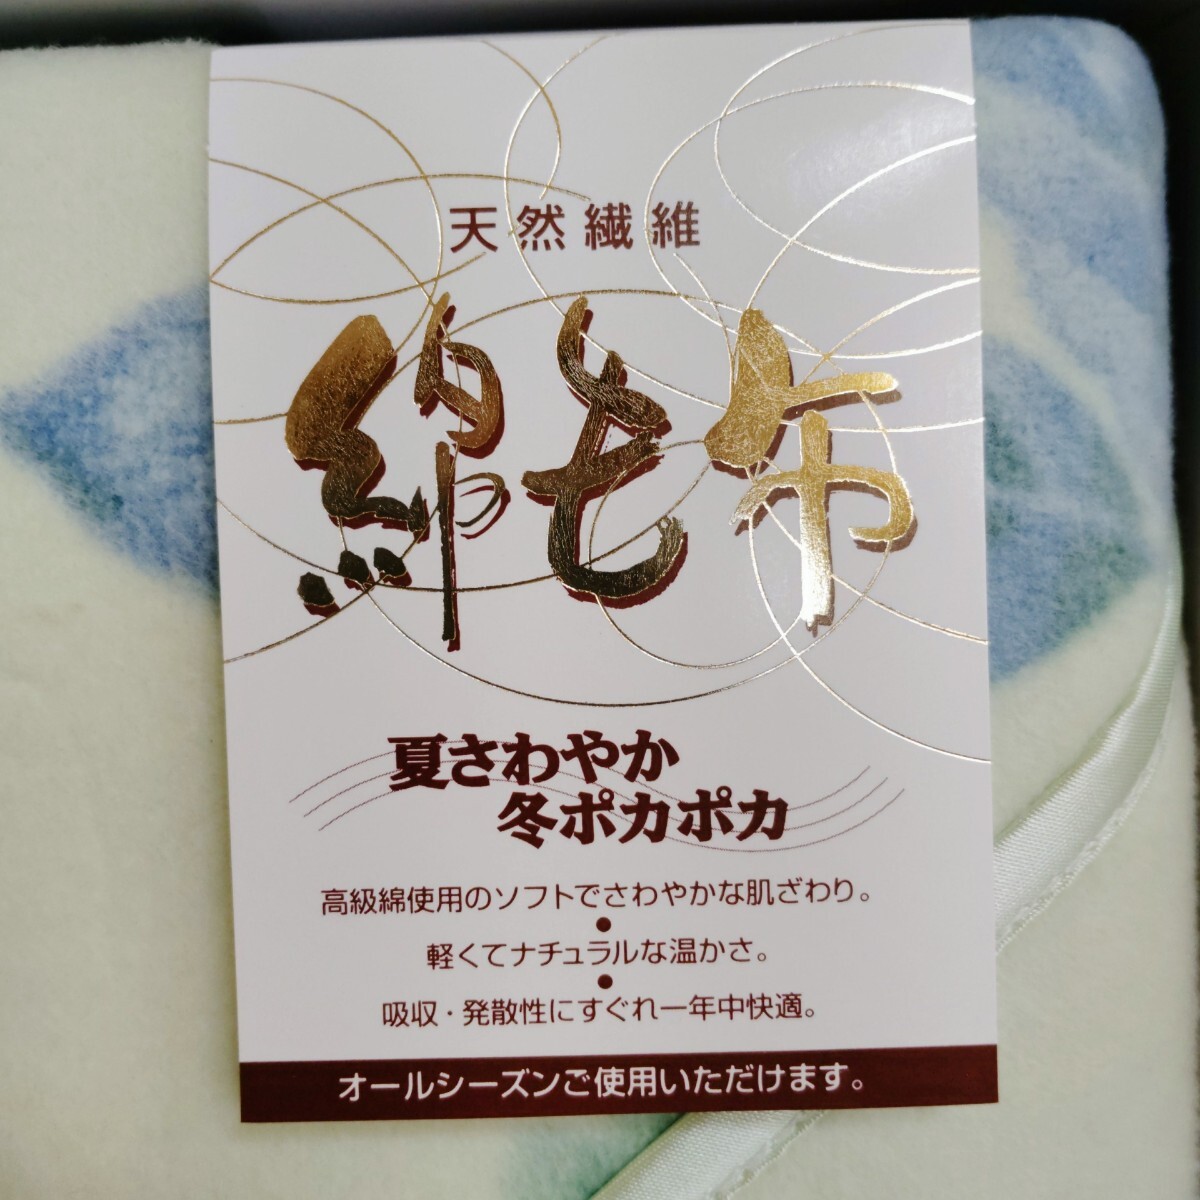 天然繊維
綿も布
夏さわやか
冬ポカポカ
高級綿使用のソフトでさわやかな肌ざわり。
●
軽くてナチュラルな温かさ。
●
吸収・発散性にすぐれ一年中快適。
オールシーズンご使用いただけます。